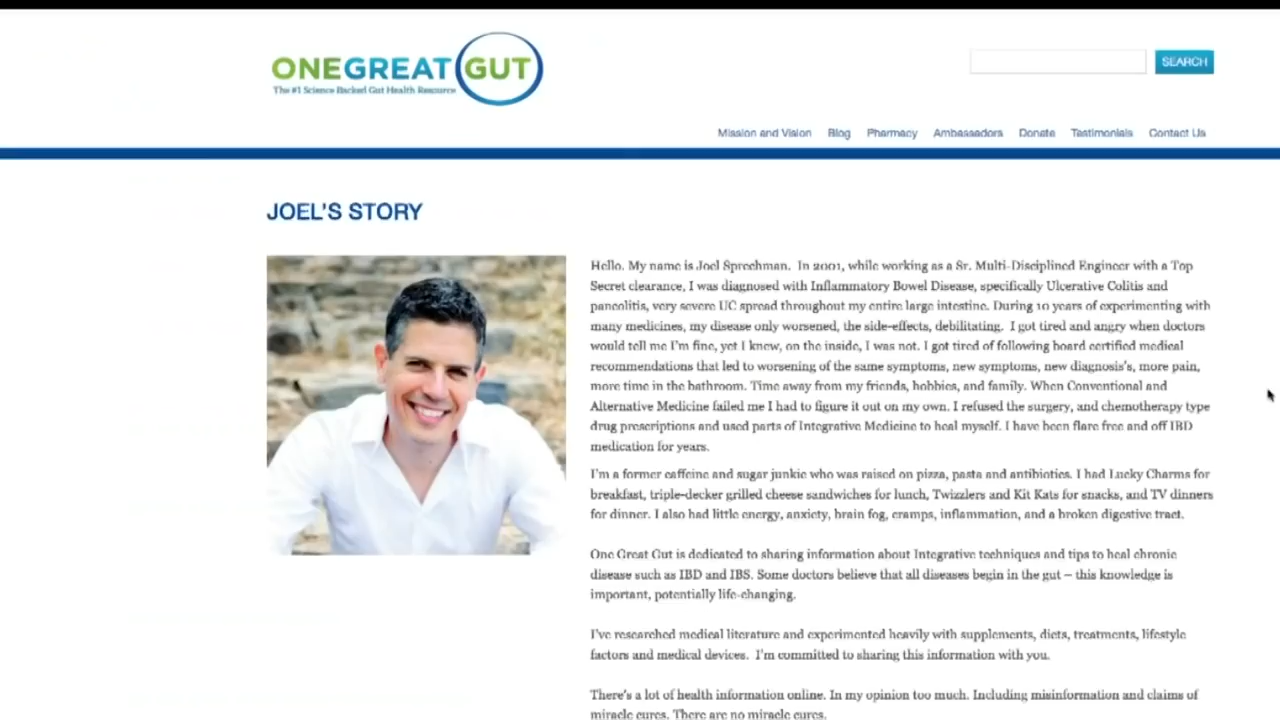 ONEGREAT GUT
The #1 Science Backed Gut Health Resource
SEARCH
Mission and Vision Blog Pharmacy Ambassadors Donate Testimonials Contact Us
JOEL'S STORY
Hello. My name is Joel Sprechman. In 2001, while working as a Sr. Multi-Disciplined Engineer with a Top
Secret clearance, I was diagnosed with Inflammatory Bowel Disease, specifically Ulcerative Colitis and
pancolitis, very severe UC spread throughout my entire large intestine. During 10 years of experimenting with
many medicines, my disease only worsened, the side-effects, debilitating. I got tired and angry when doctors
would tell me I'm fine, yet I knew, on the inside, I was not. I got tired of following board certified medical
recommendations that led to worsening of the same symptoms, new symptoms, new diagnosis's, more pain,
more time in the bathroom. Time away from my friends, hobbies, and family. When Conventional and
Alternative Medicine failed me I had to figure it out on my own. I refused the surgery, and chemotherapy type
drug prescriptions and used parts of Integrative Medicine to heal myself. I have been flare free and off IBD
medication for years.
I'm a former caffeine and sugar junkie who was raised on pizza, pasta and antibiotics. I had Lucky Charms for
breakfast, triple-decker grilled cheese sandwiches for lunch, Twizzlers and Kit Kats for snacks, and TV dinners
for dinner. I also had little energy, anxiety, brain fog, cramps, inflammation, and a broken digestive tract.
One Great Gut is dedicated to sharing information about Integrative techniques and tips to heal chronic
disease such as IBD and IBS. Some doctors believe that all diseases begin in the gut – this knowledge is
important, potentially life-changing.
I've researched medical literature and experimented heavily with supplements, diets, treatments, lifestyle
factors and medical devices. I'm committed to sharing this information with you.
There's a lot of health information online. In my opinion too much. Including misinformation and claims of
miracle cures. There are no miracle cures.